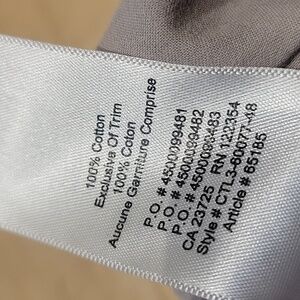 100% Cotton
Exclusive Of Trim
100% Coton
Aucune Garniture Comprise
P.O. # 4500099481
P.O. # 4500099482
P.O. # 4500099483
CA 23725 RN 122354
Style # CTL3-60077-48
Article # 65185